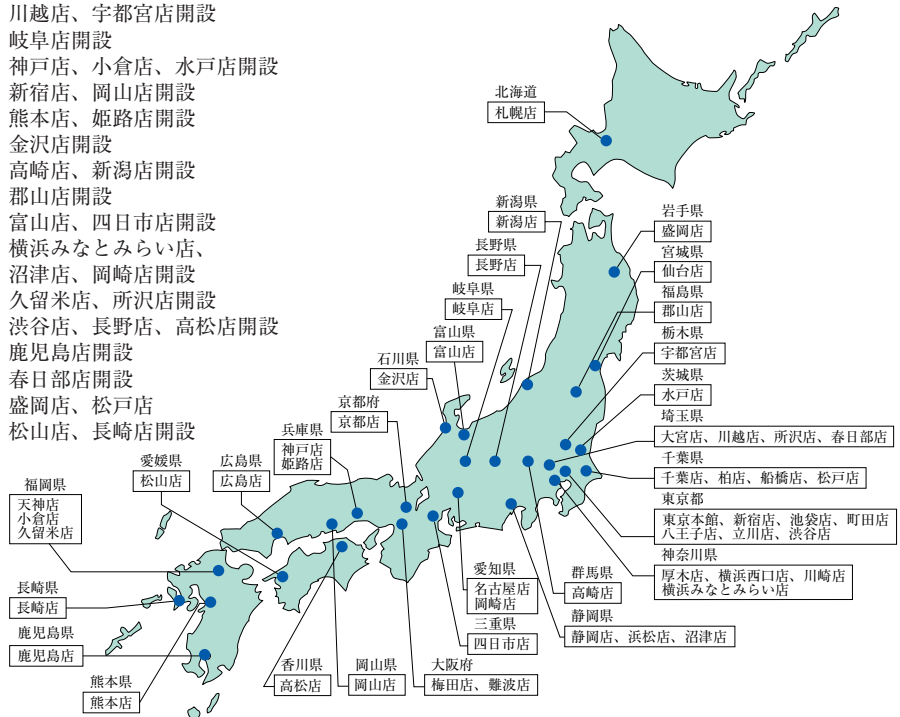 川越店、宇都宮店開設
岐阜店開設
神戸店、小倉店、水戸店開設
新宿店、岡山店開設
熊本店、姫路店開設
金沢店開設
高崎店、新潟店開設
郡山店開設
富山店、四日市店開設
横浜みなとみらい店、
沼津店、岡崎店開設
久留米店、所沢店開設
渋谷店、長野店、高松店開設
鹿児島店開設
春日部店開設
盛岡店、松戸店
松山店、長崎店開設
北海道
札幌店
新潟県
新潟店
長野県
長野店
岐阜県
岐阜店
富山県
富山店
石川県
金沢店
京都府
京都店
兵庫県
神戸店
姫路店
広島県
広島店
愛媛県
松山店
福岡県
天神店
小倉店
久留米店
長崎県
長崎店
鹿児島県
鹿児島店
熊本県
熊本店
香川県
高松店
岡山県
岡山店
大阪府
梅田店、難波店
三重県
四日市店
愛知県
名古屋店
岡崎店
群馬県
高崎店
静岡県
静岡店、浜松店、沼津店
岩手県
盛岡店
宮城県
仙台店
福島県
郡山店
栃木県
宇都宮店
茨城県
水戸店
埼玉県
大宮店、川越店、所沢店、春日部店
千葉県
千葉店、柏店、船橋店、松戸店
東京都
東京本館、新宿店、池袋店、町田店
八王子店、立川店、渋谷店
神奈川県
厚木店、横浜西口店、川崎店
横浜みなとみらい店